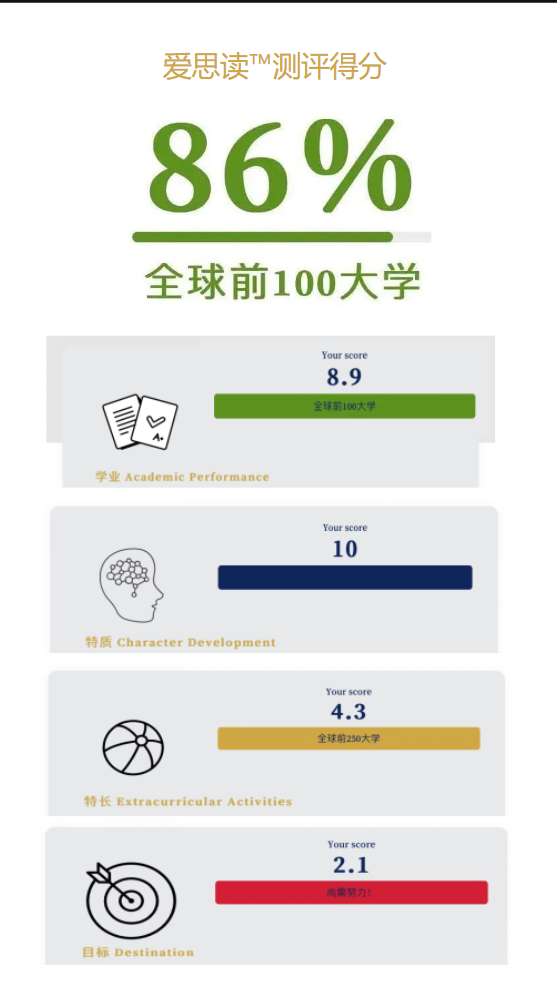 爱思读™测评得分
86%
全球前100大学
Your score
8.9
全球前100大学
A+
学业 Academic Performance
Your score
10
特质 Character Development
Your score
4.3
全球前250大学
特长 Extracurricular Activities
Your score
2.1
尚需努力!
目标 Destination